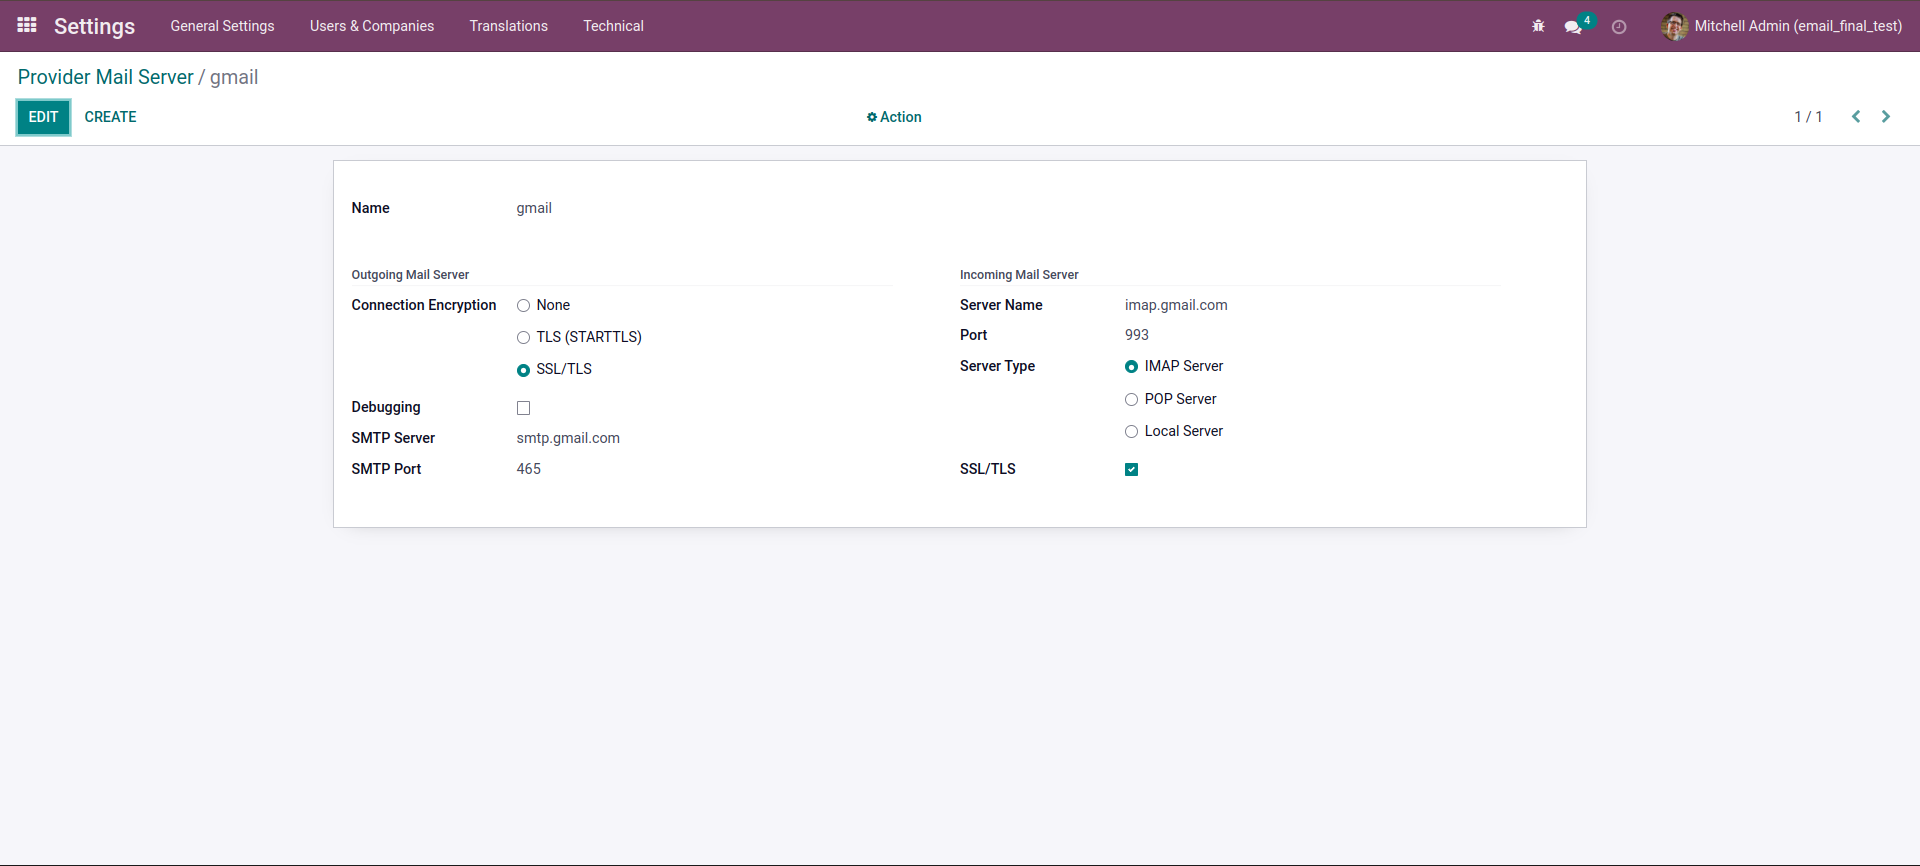 Settings General Settings Users & Companies Translations Technical 4 Mitchell Admin (email_final_test)
Provider Mail Server / gmail
EDIT CREATE Action 1 / 1
Name gmail
Outgoing Mail Server
Connection Encryption None
TLS (STARTTLS)
SSL/TLS
Debugging
SMTP Server smtp.gmail.com
SMTP Port 465
Incoming Mail Server
Server Name imap.gmail.com
Port 993
Server Type IMAP Server
POP Server
Local Server
SSL/TLS